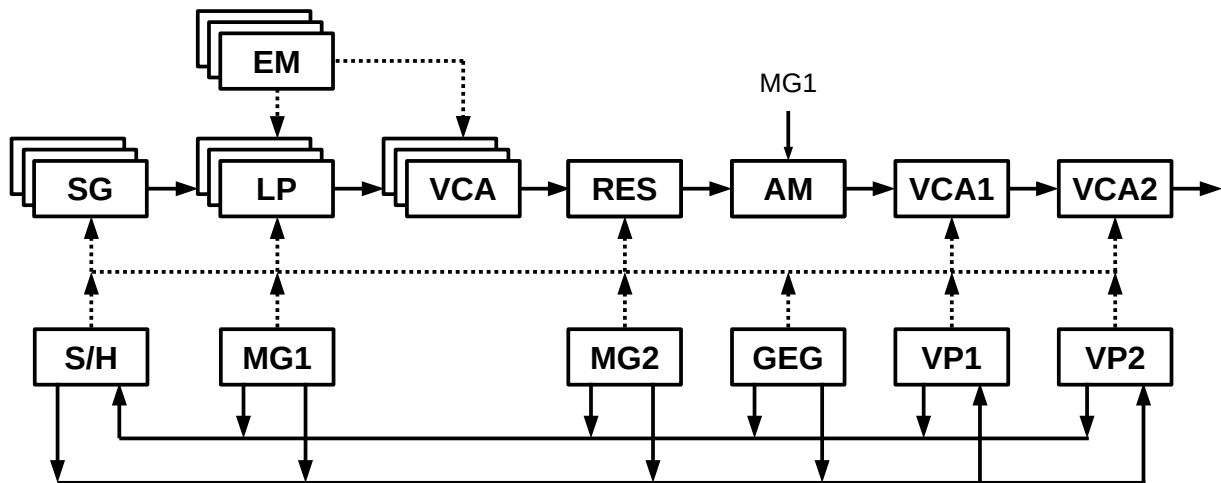 EM
MG1
SG LP VCA RES AM VCA1 VCA2
S/H MG1 MG2 GEG VP1 VP2